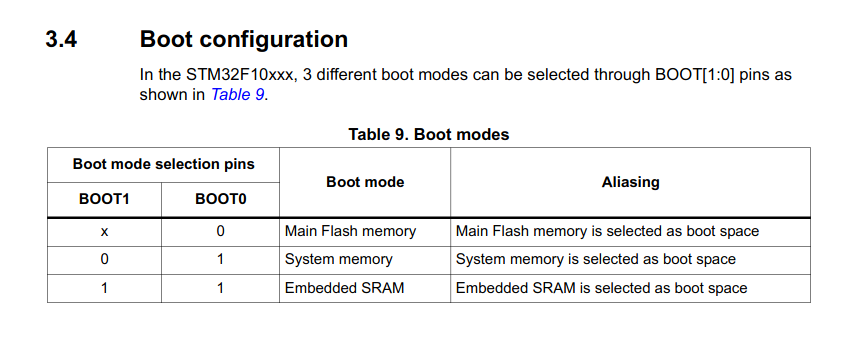 3.4 Boot configuration
In the STM32F10xxx, 3 different boot modes can be selected through BOOT[1:0] pins as
shown in Table 9.
Table 9. Boot modes
Boot mode selection pins
Boot mode
Aliasing
BOOT1
BOOT0
x 0 Main Flash memory Main Flash memory is selected as boot space
0 1 System memory System memory is selected as boot space
1 1 Embedded SRAM Embedded SRAM is selected as boot space